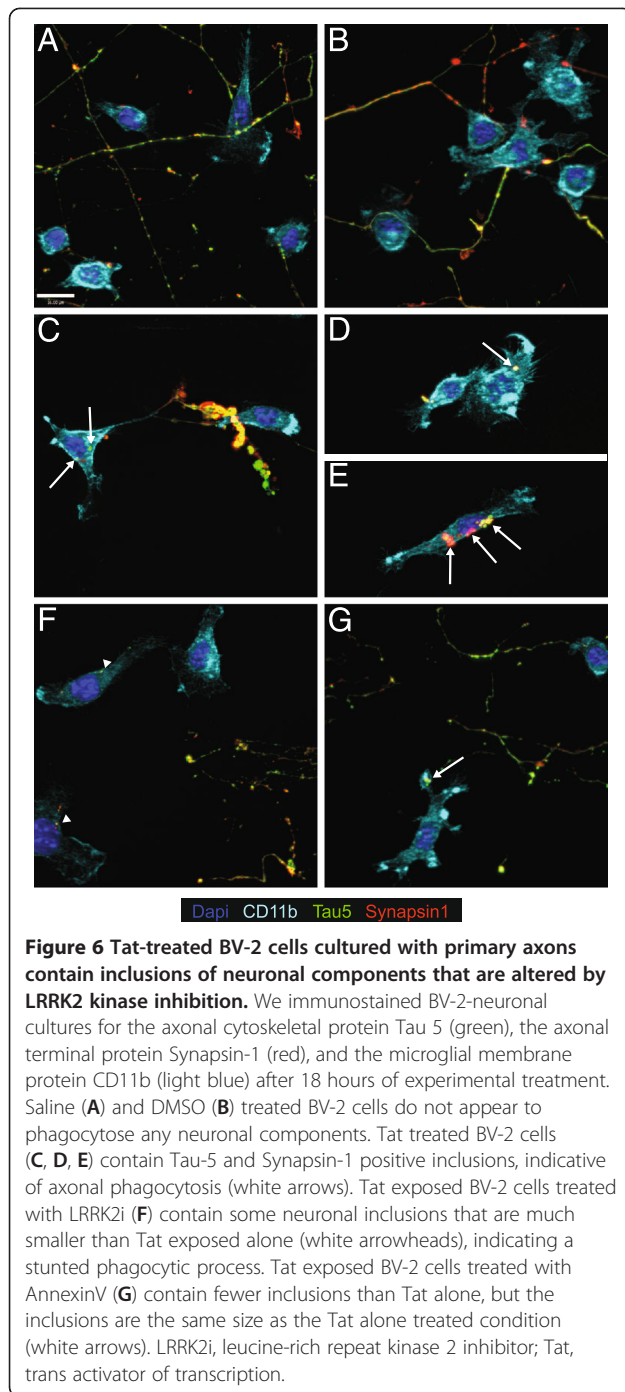 A
B
C
D
E
F
G
Dapi CD11b Tau5 Synapsin1
Figure 6 Tat-treated BV-2 cells cultured with primary axons
contain inclusions of neuronal components that are altered by
LRRK2 kinase inhibition. We immunostained BV-2-neuronal
cultures for the axonal cytoskeletal protein Tau 5 (green), the axonal
terminal protein Synapsin-1 (red), and the microglial membrane
protein CD11b (light blue) after 18 hours of experimental treatment.
Saline (A) and DMSO (B) treated BV-2 cells do not appear to
phagocytose any neuronal components. Tat treated BV-2 cells
(C, D, E) contain Tau-5 and Synapsin-1 positive inclusions, indicative
of axonal phagocytosis (white arrows). Tat exposed BV-2 cells treated
with LRRK2i (F) contain some neuronal inclusions that are much
smaller than Tat exposed alone (white arrowheads), indicating a
stunted phagocytic process. Tat exposed BV-2 cells treated with
AnnexinV (G) contain fewer inclusions than Tat alone, but the
inclusions are the same size as the Tat alone treated condition
(white arrows). LRRK2i, leucine-rich repeat kinase 2 inhibitor; Tat,
trans activator of transcription.